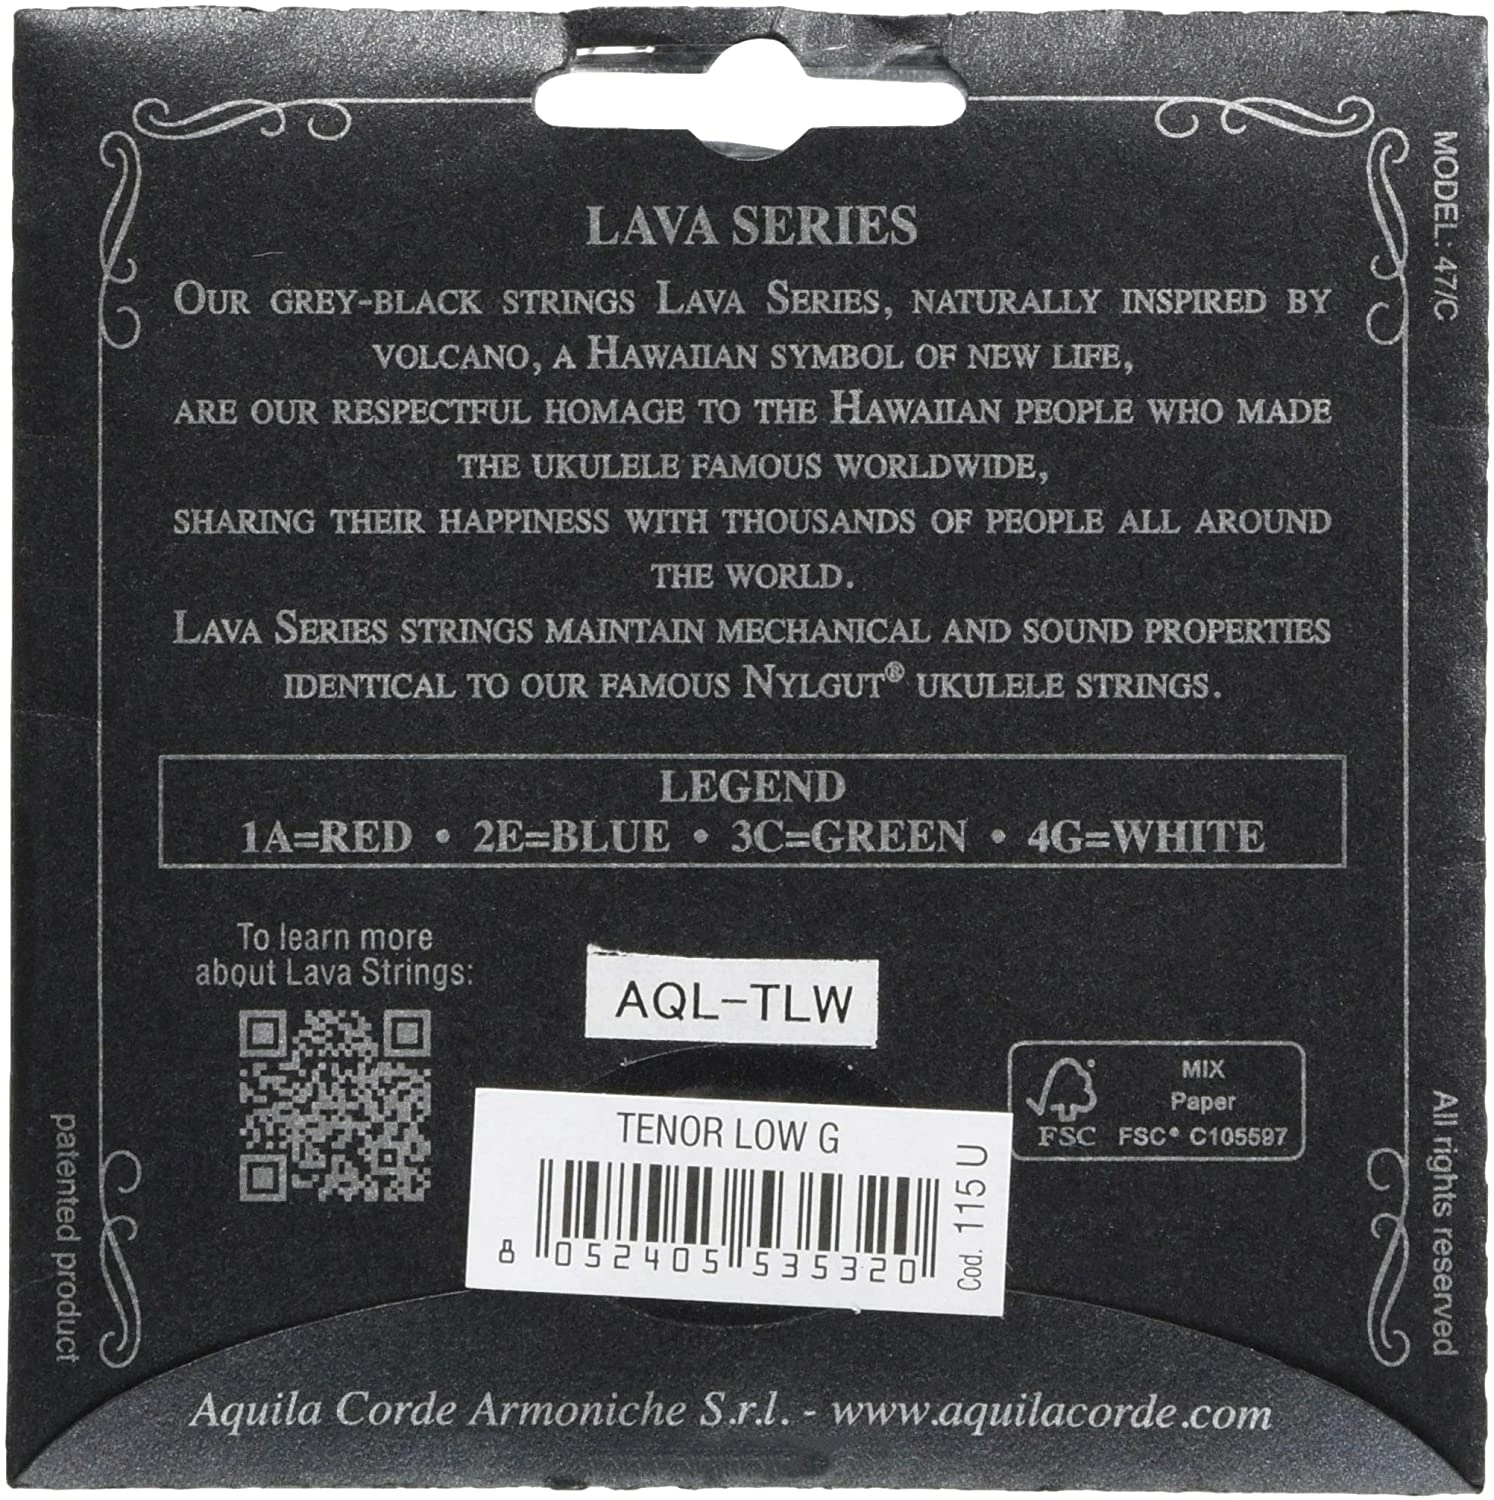 MODEL: 47/C
LAVA SERIES
OUR GREY-BLACK STRINGS LAVA SERIES, NATURALLY INSPIRED BY
VOLCANO, A HAWAIIAN SYMBOL OF NEW LIFE,
ARE OUR RESPECTFUL HOMAGE TO THE HAWAIIAN PEOPLE WHO MADE
THE UKULELE FAMOUS WORLDWIDE,
SHARING THEIR HAPPINESS WITH THOUSANDS OF PEOPLE ALL AROUND
THE WORLD.
LAVA SERIES STRINGS MAINTAIN MECHANICAL AND SOUND PROPERTIES
IDENTICAL TO OUR FAMOUS NYLGUT® UKULELE STRINGS.
LEGEND
1A=RED • 2E=BLUE • 3C=GREEN • 4G=WHITE
To learn more
about Lava Strings:
AQL-TLW
MIX
Paper
FSC
FSC® C105597
TENOR LOW G
8 052405 535320
Cod. 115U
patented product
All rights reserved
Aquila Corde Armoniche S.r.l. - www.aquilacorde.com